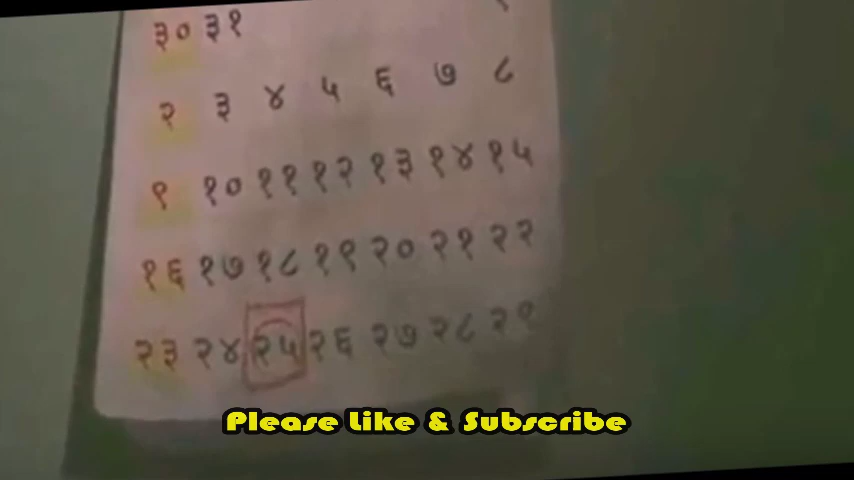 ३० ३१ १
२ ३ ४ ५ ६ ७ ८
९ १० ११ १२ १३ १४ १५
१६ १७ १८ १९ २० २१ २२
२३ २४ २५ २६ २७ २८ २९
Please Like & Subscribe